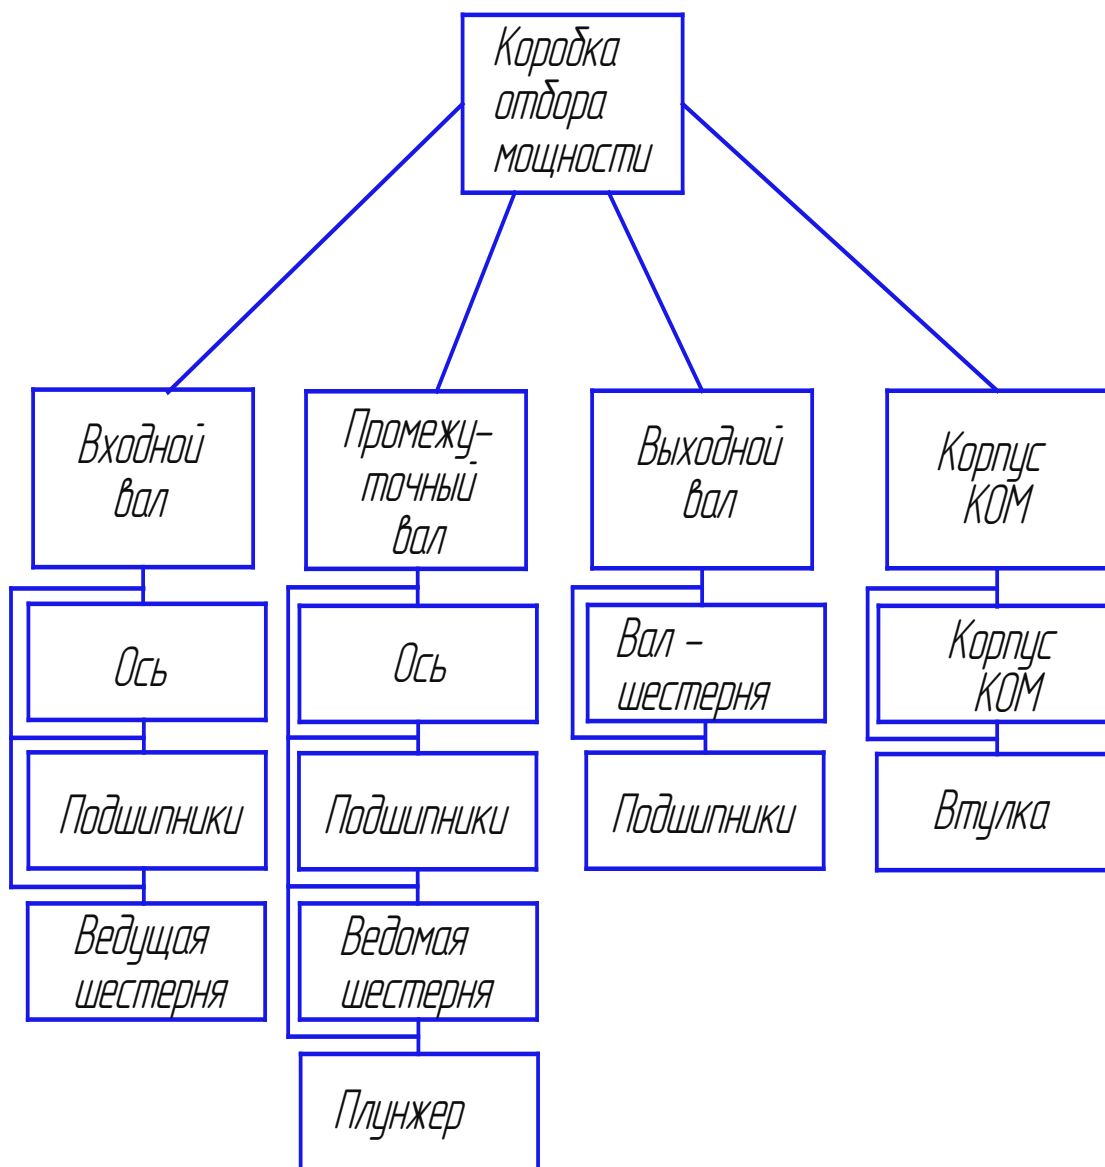 Коробка
отбора
мощности
Входной
вал
Промежу-
точный
вал
Выходной
вал
Корпус
КОМ
Ось
Ось
Вал -
шестерня
Корпус
КОМ
Подшипники
Подшипники
Подшипники
Втулка
Ведущая
шестерня
Ведомая
шестерня
Плунжер